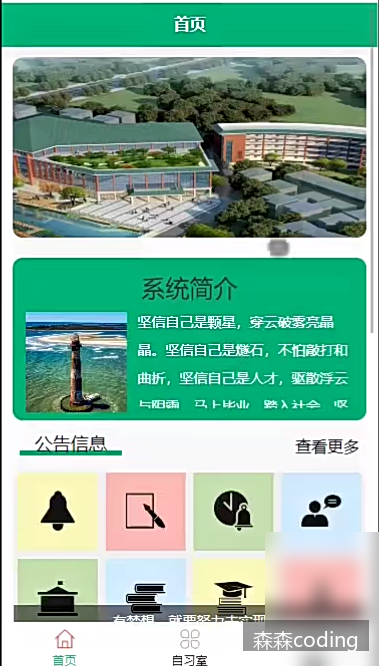 首页
系统简介
坚信自己是颗星，穿云破雾亮晶
晶。坚信自己是燧石，不怕敲打和
曲折，坚信自己是人才，驱散浮云
与阴霾。马上毕业，踏入社会，坚
公告信息
查看更多
有梦想，就要努力去实现
首页
自习室
森森coding